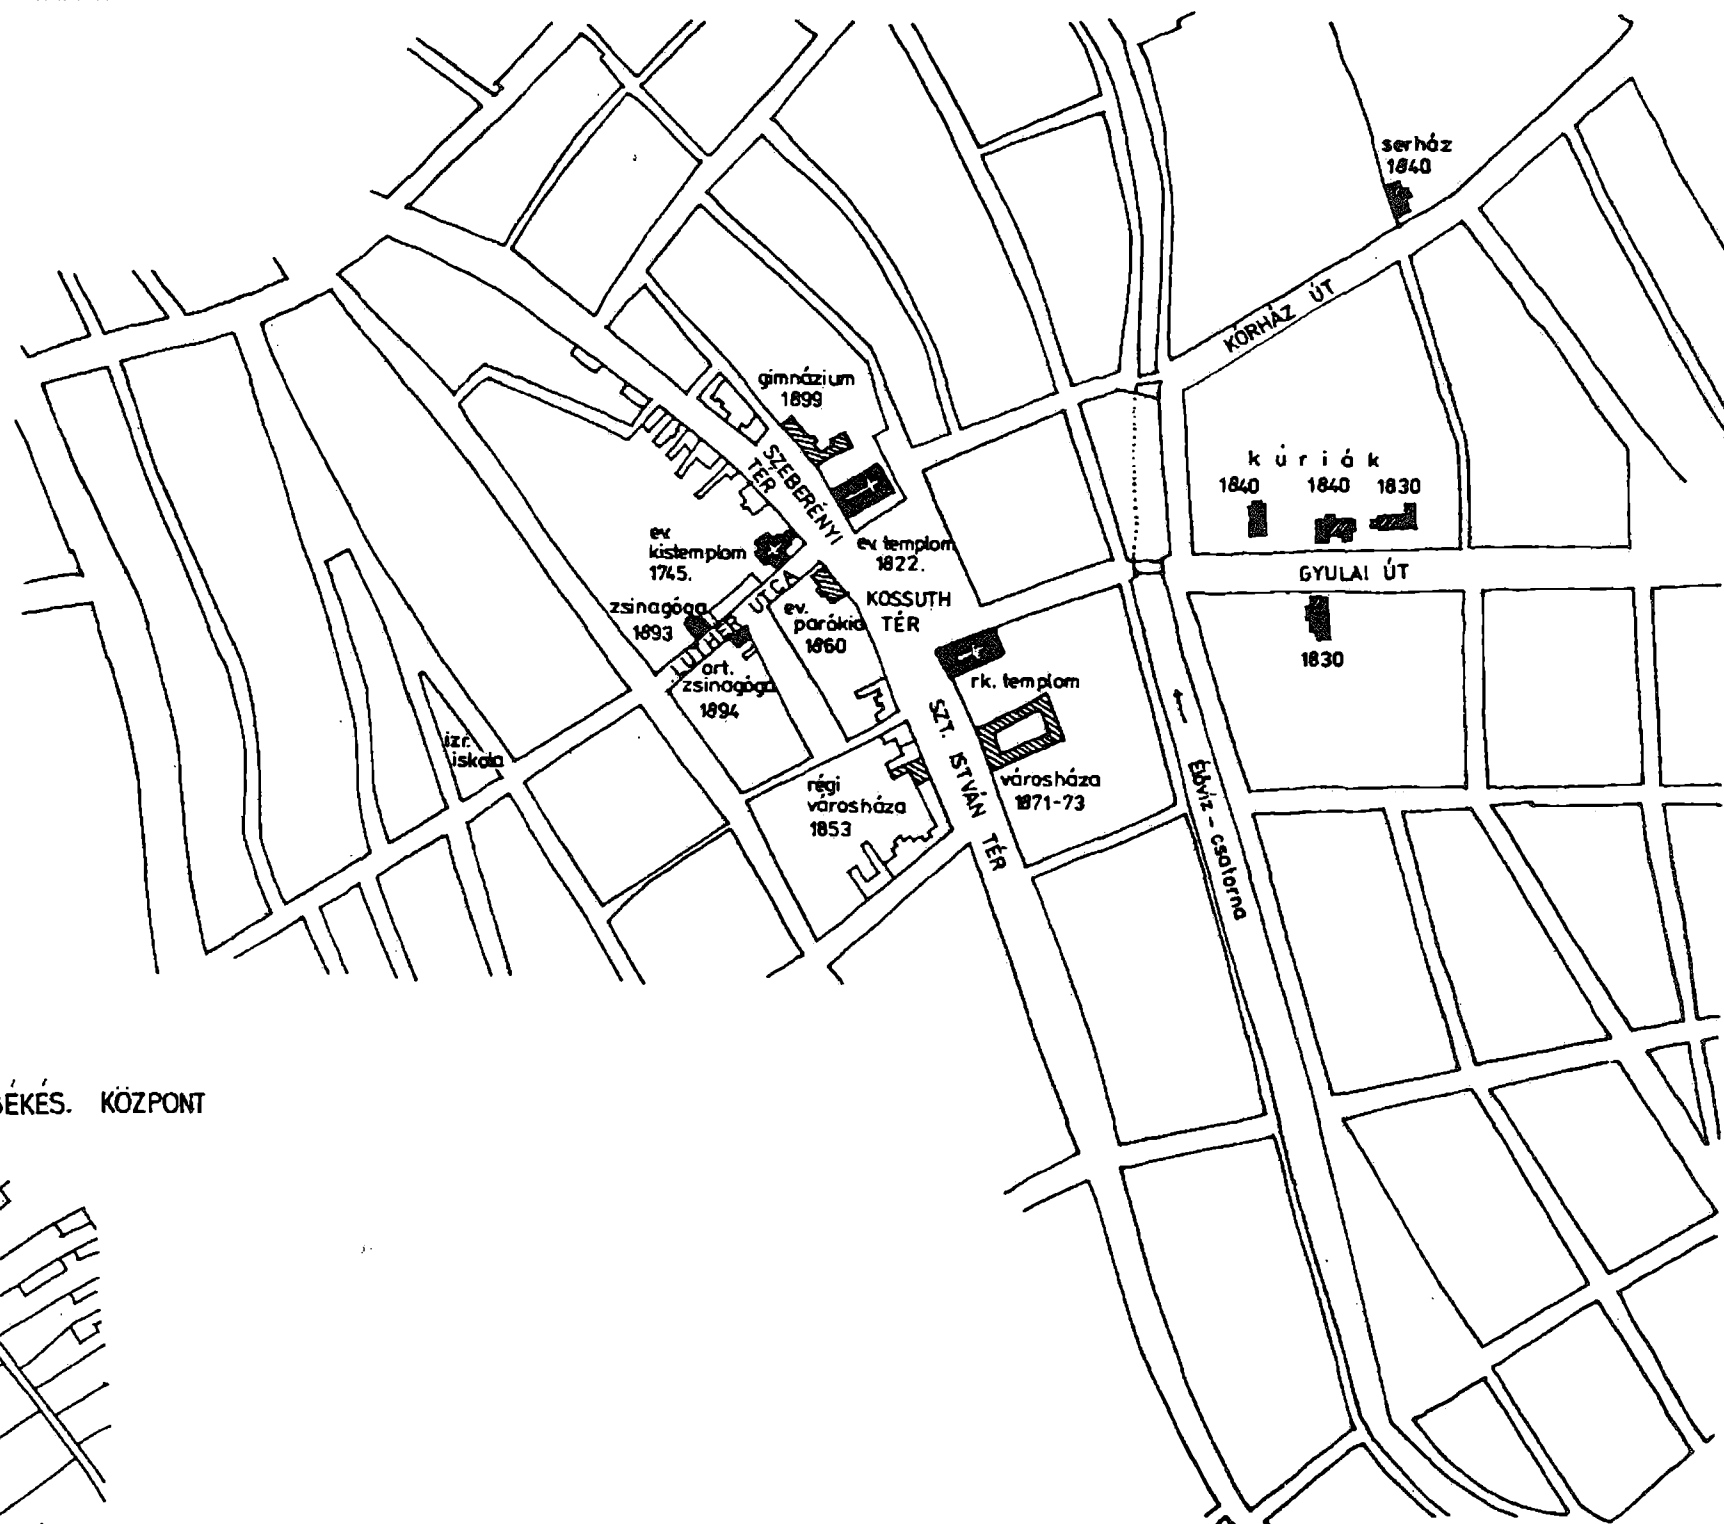 serház
1840
KÓRHÁZ ÚT
gimnázium
1899
SZEBERÉNYI
TÉR
kúriák
1840 1840 1830
ev.
kistemplom
1745.
ev. templom
1822.
GYULAI ÚT
1830
KOSSUTH
TÉR
LUTHER UTCA
zsinagóga
1893
ev.
parókia
1860
ort.
zsinagóga
1894
rk. templom
izr.
iskola
régi
városháza
1853
SZT. ISTVÁN TÉR
városháza
1871-73
Élővíz - csatorna
BÉKÉS. KÖZPONT